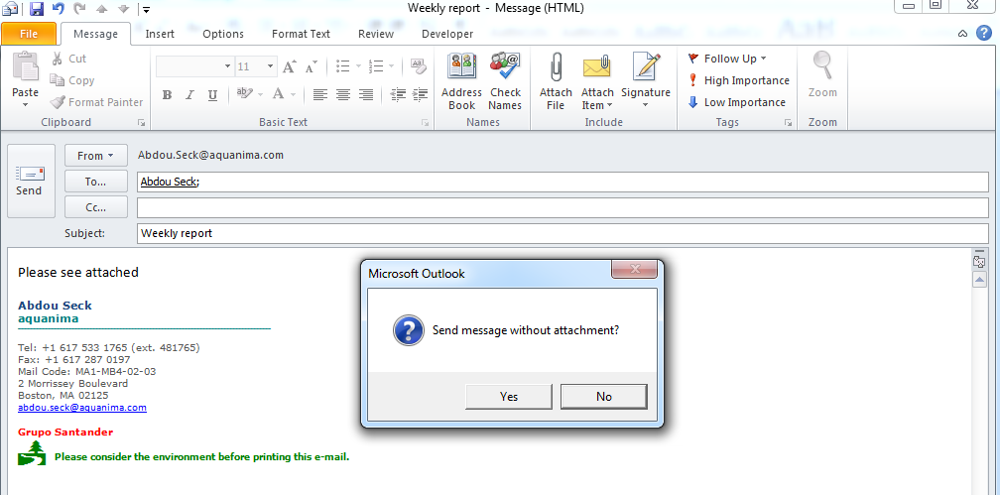 Weekly report - Message (HTML)
File Message Insert Options Format Text Review Developer
Paste
Cut
Copy
Format Painter
Clipboard
11
Basic Text
Address Book
Check Names
Names
Attach File
Attach Item
Signature
Include
Follow Up
High Importance
Low Importance
Tags
Zoom
Zoom
Send
From Abdou.Seck@aquanima.com
To... Abdou Seck;
Cc...
Subject: Weekly report
Please see attached
Abdou Seck
aquanima
Tel: +1 617 533 1765 (ext. 481765)
Fax: +1 617 287 0197
Mail Code: MA1-MB4-02-03
2 Morrissey Boulevard
Boston, MA 02125
abdou.seck@aquanima.com
Grupo Santander
Please consider the environment before printing this e-mail.
Microsoft Outlook
Send message without attachment?
Yes No